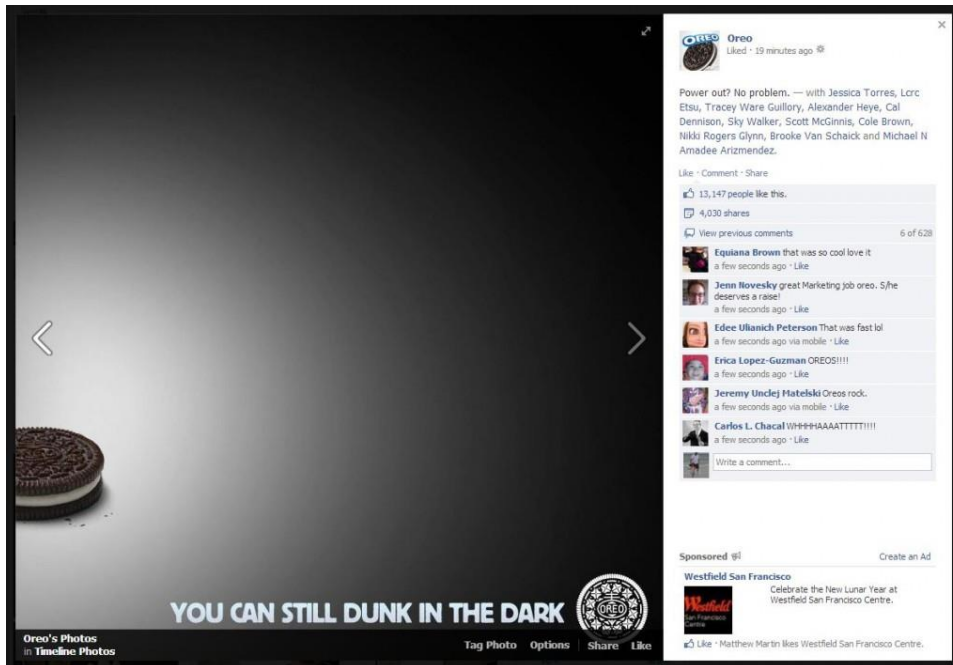 YOU CAN STILL DUNK IN THE DARK
OREO
Oreo's Photos
in Timeline Photos
Tag Photo Options Share Like
OREO
Oreo
Liked · 19 minutes ago
Power out? No problem. — with Jessica Torres, Lcrc
Etsu, Tracey Ware Guillory, Alexander Heye, Cal
Dennison, Sky Walker, Scott McGinnis, Cole Brown,
Nikki Rogers Glynn, Brooke Van Schaick and Michael N
Amadee Arizmendez.
Like · Comment · Share
13,147 people like this.
4,030 shares
View previous comments 6 of 628
Equiana Brown that was so cool love it
a few seconds ago · Like
Jenn Novesky great Marketing job oreo. S/he
deserves a raise!
a few seconds ago · Like
Edee Ulianich Peterson That was fast lol
a few seconds ago via mobile · Like
Erica Lopez-Guzman OREOS!!!!
a few seconds ago · Like
Jeremy Unclej Matelski Oreos rock.
a few seconds ago via mobile · Like
Carlos L. Chacal WHHHHAAAATTTTT!!!!
a few seconds ago · Like
Write a comment...
Sponsored Create an Ad
Westfield San Francisco
Westfield
San Francisco
Centre
Celebrate the New Lunar Year at
Westfield San Francisco Centre.
Like · Matthew Martin likes Westfield San Francisco Centre.